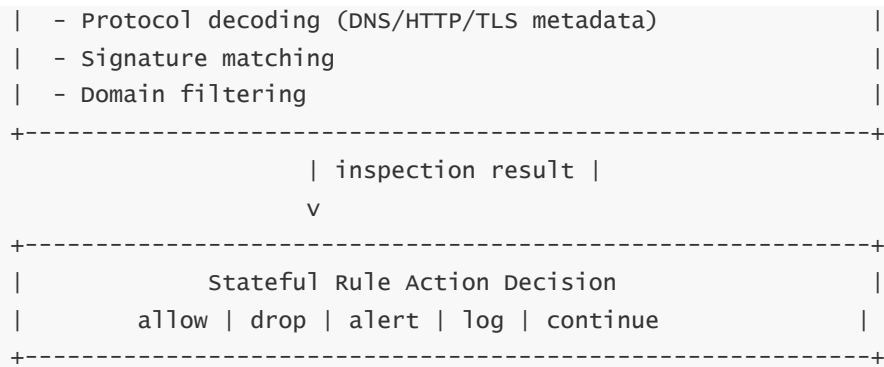 |  - Protocol decoding (DNS/HTTP/TLS metadata)               |
|  - Signature matching                                      |
|  - Domain filtering                                        |
+------------------------------------------------------------+
                     | inspection result |
                     v
+------------------------------------------------------------+
|             Stateful Rule Action Decision                  |
|        allow | drop | alert | log | continue              |
+------------------------------------------------------------+